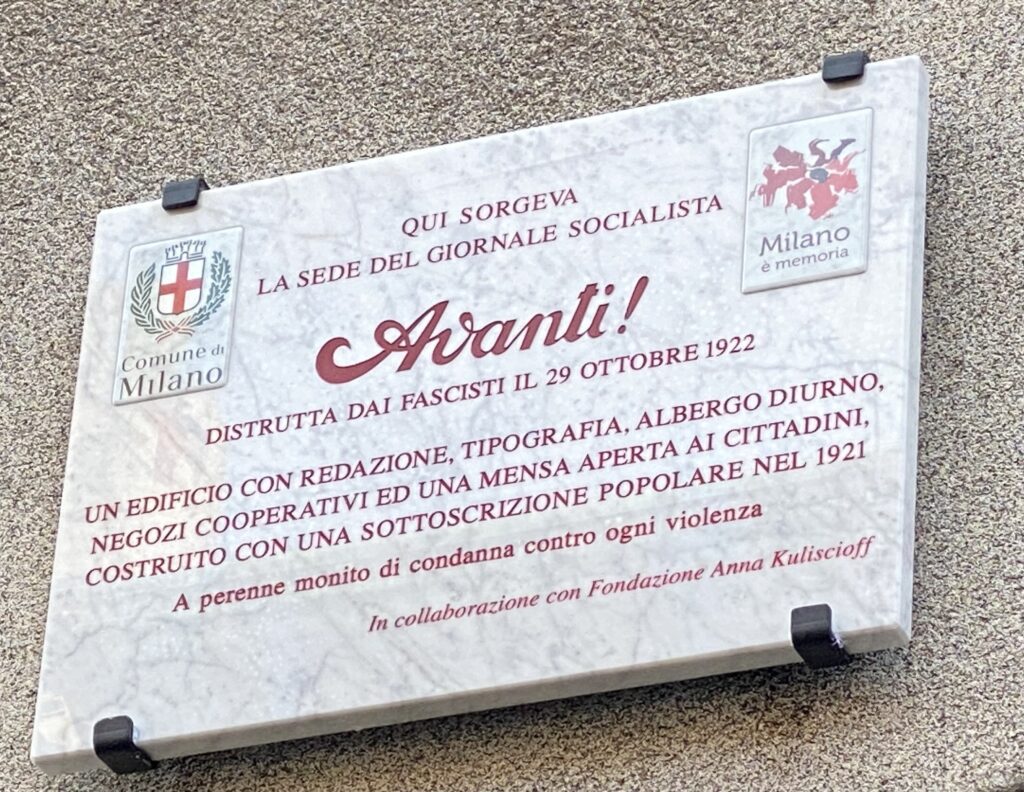 QUI SORGEVA
LA SEDE DEL GIORNALE SOCIALISTA
Avanti!
DISTRUTTA DAI FASCISTI IL 29 OTTOBRE 1922
UN EDIFICIO CON REDAZIONE, TIPOGRAFIA, ALBERGO DIURNO,
NEGOZI COOPERATIVI ED UNA MENSA APERTA AI CITTADINI,
COSTRUITO CON UNA SOTTOSCRIZIONE POPOLARE NEL 1921
A perenne monito di condanna contro ogni violenza
In collaborazione con Fondazione Anna Kuliscioff
Comune di
Milano
Milano
è memoria